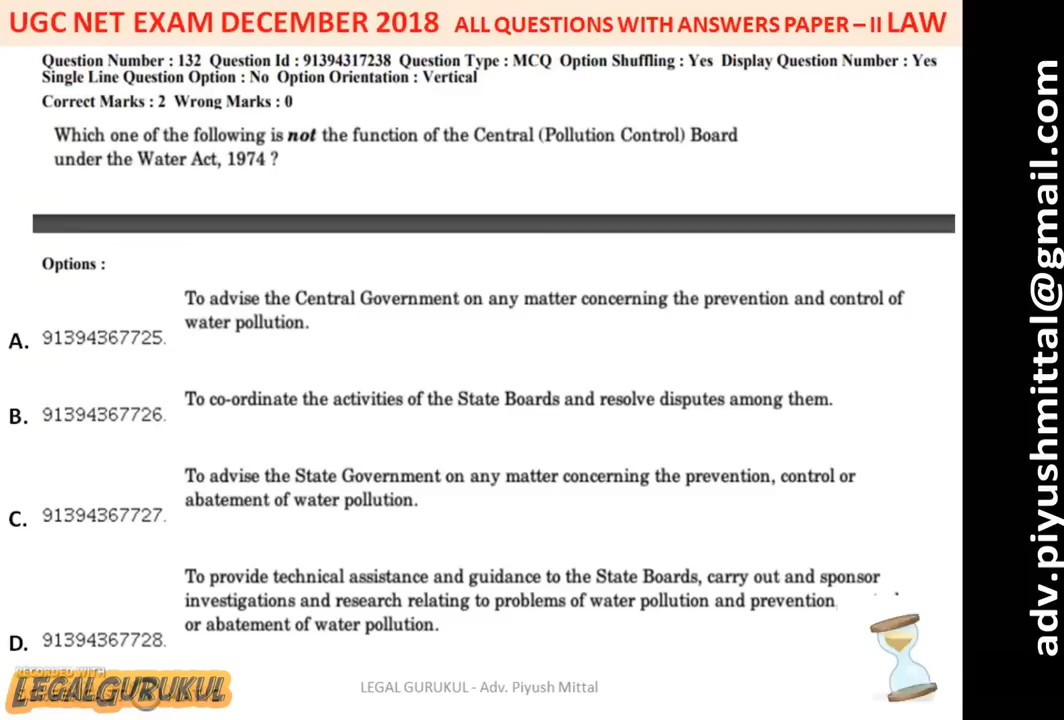 UGC NET EXAM DECEMBER 2018 ALL QUESTIONS WITH ANSWERS PAPER – II LAW
Question Number : 132 Question Id : 91394317238 Question Type : MCQ Option Shuffling : Yes Display Question Number : Yes
Single Line Question Option : No Option Orientation : Vertical
Correct Marks : 2 Wrong Marks : 0
Which one of the following is not the function of the Central (Pollution Control) Board
under the Water Act, 1974 ?
Options :
To advise the Central Government on any matter concerning the prevention and control of
water pollution.
A. 91394367725.
To co-ordinate the activities of the State Boards and resolve disputes among them.
B. 91394367726.
To advise the State Government on any matter concerning the prevention, control or
abatement of water pollution.
C. 91394367727.
To provide technical assistance and guidance to the State Boards, carry out and sponsor
investigations and research relating to problems of water pollution and prevention,
or abatement of water pollution.
D. 91394367728.
RECORDED WITH
LEGALGURUKUL
LEGAL GURUKUL - Adv. Piyush Mittal
adv.piyushmittal@gmail.com